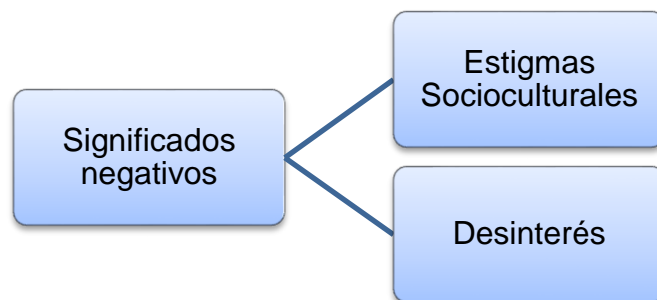 Significados
negativos
Estigmas
Socioculturales
Desinterés